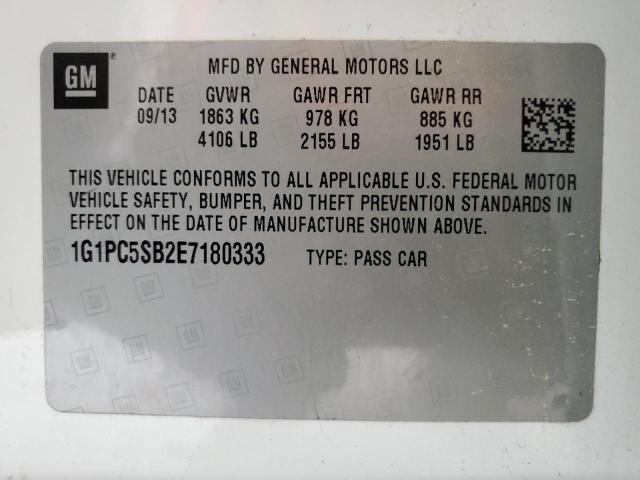 GM ®
MFD BY GENERAL MOTORS LLC
DATE GVWR GAWR FRT GAWR RR
09/13 1863 KG 978 KG 885 KG
4106 LB 2155 LB 1951 LB
THIS VEHICLE CONFORMS TO ALL APPLICABLE U.S. FEDERAL MOTOR
VEHICLE SAFETY, BUMPER, AND THEFT PREVENTION STANDARDS IN
EFFECT ON THE DATE OF MANUFACTURE SHOWN ABOVE.
1G1PC5SB2E7180333 TYPE: PASS CAR